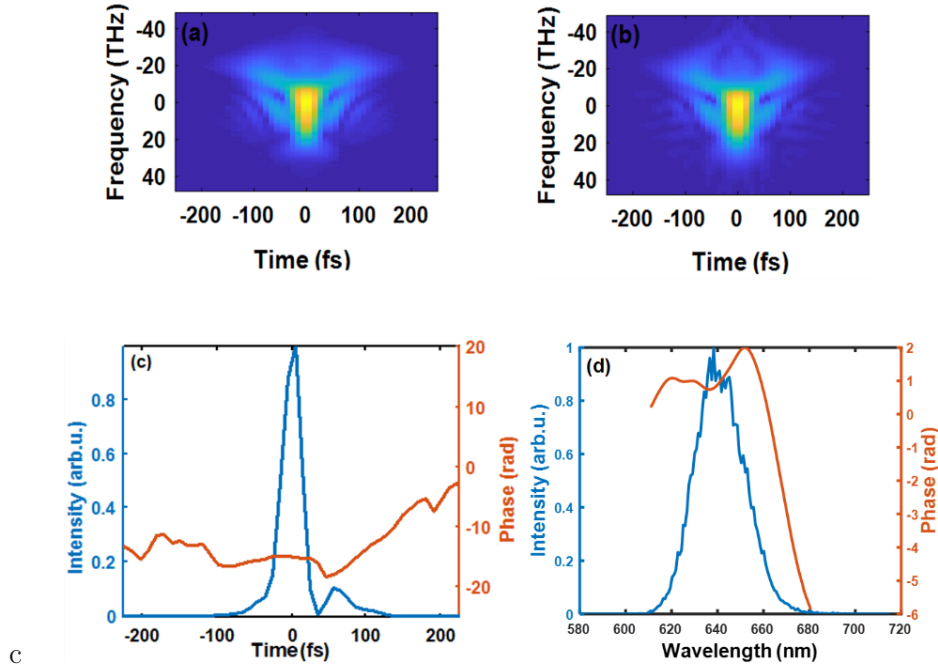 (a)
Frequency (THz)
-40
-20
0
20
40
-200 -100 0 100 200
Time (fs)
(b)
Frequency (THz)
-40
-20
0
20
40
-200 -100 0 100 200
Time (fs)
(c)
Intensity (arb.u.)
0.8
0.6
0.4
0.2
0
20
10
0
-10
-20
Phase (rad)
-200 -100 0 100 200
Time (fs)
(d)
Intensity (arb.u.)
1
0.8
0.6
0.4
0.2
0
2
1
0
-1
-2
-3
-4
-5
-6
Phase (rad)
580 600 620 640 660 680 700 720
Wavelength (nm)
c